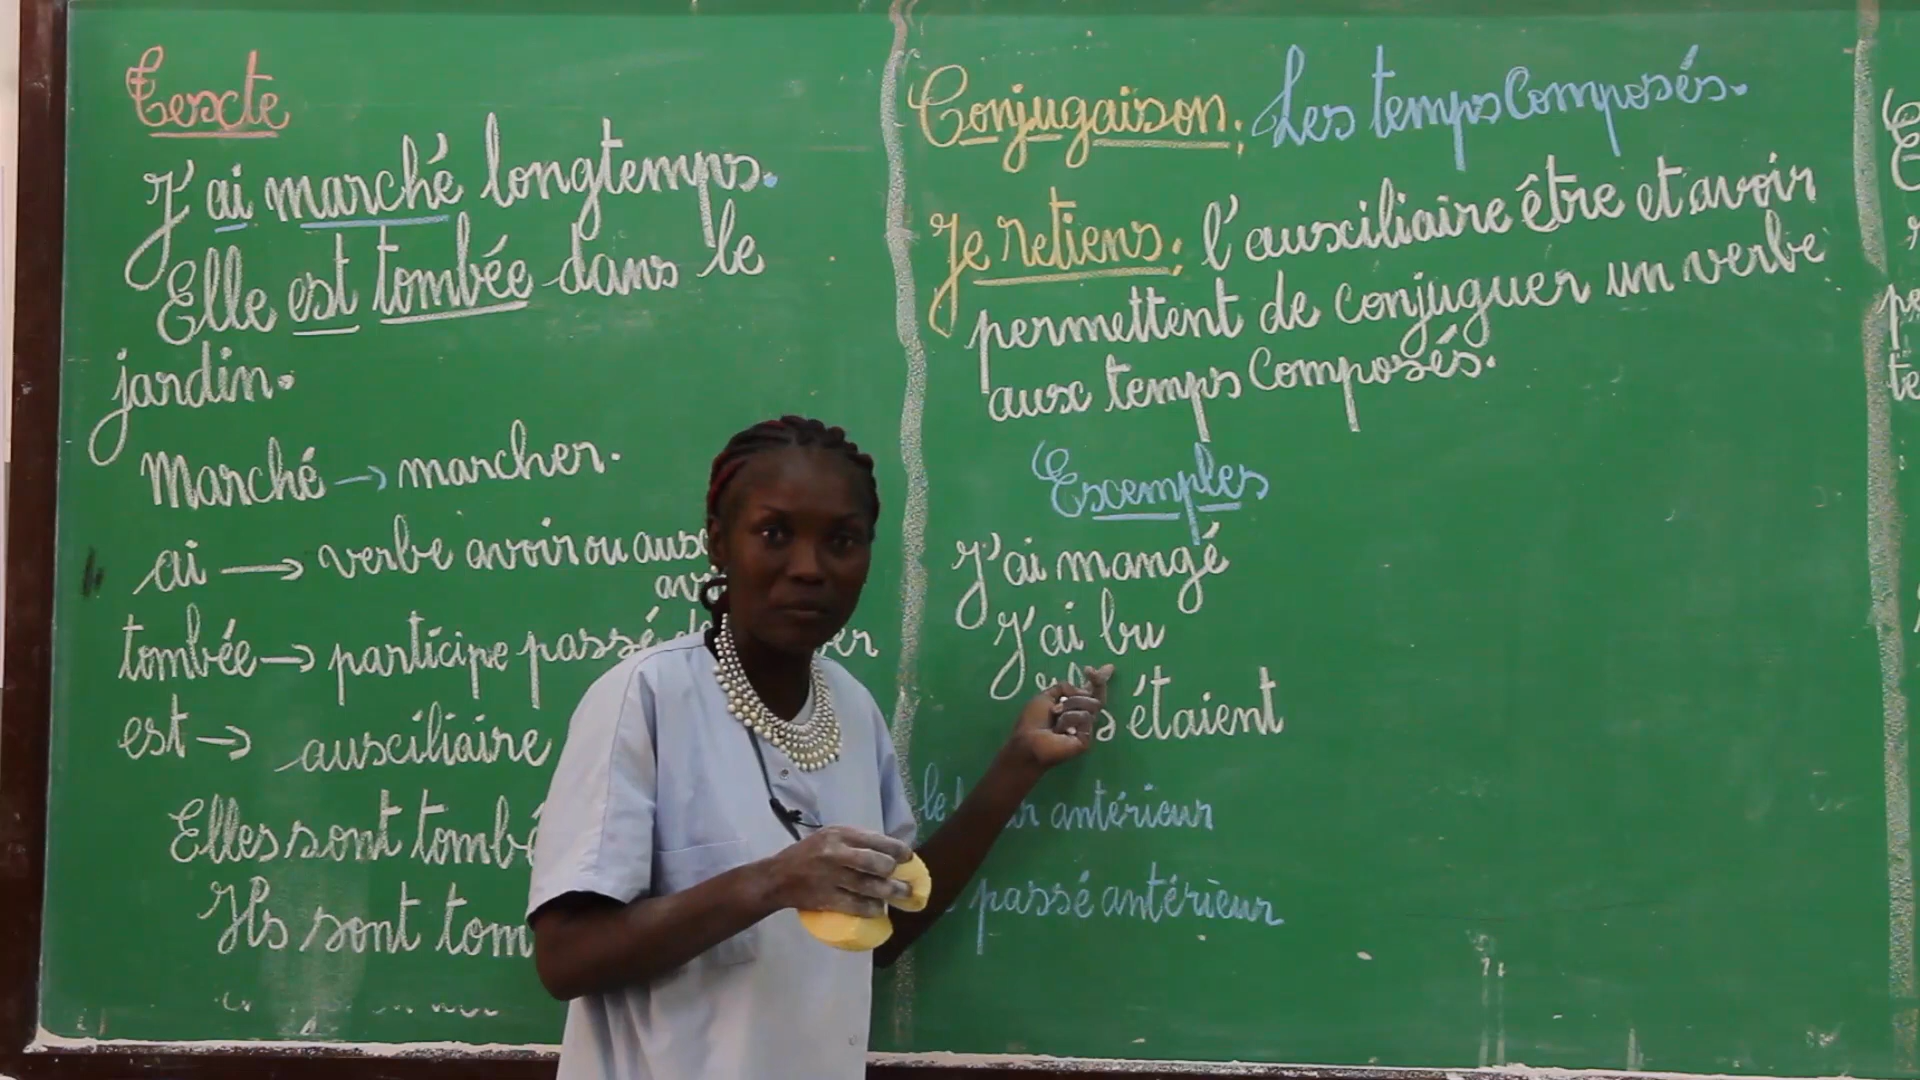 Texte
J'ai marché longtemps.
Elle est tombée dans le
jardin.
Marché → marcher.
ai → verbe avoir ou
tombée → participe passé
est → auxiliaire
Elles sont
Ils sont
Conjugaison : Les temps Composés.
Je retiens : l'auxiliaire être et avoir
permettent de conjuguer un verbe
aux temps Composés.
Exemples
J'ai mangé
J'ai bu
étaient
le antérieur
passé antérieur